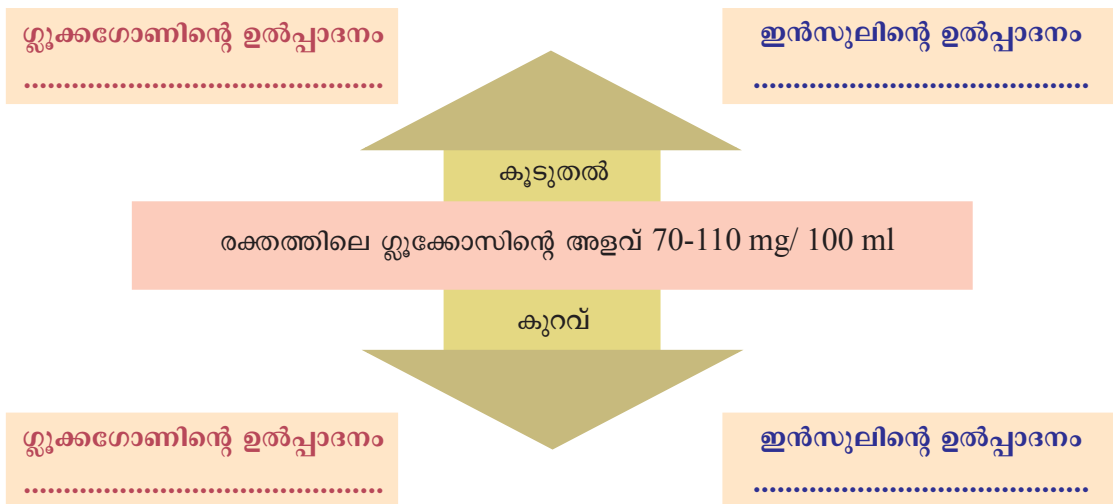 ഗ്ലൂക്കഗോണിന്റെ ഉൽപ്പാദനം
.............................................
ഇൻസുലിന്റെ ഉൽപ്പാദനം
..........................................
കൂടുതൽ
രക്തത്തിലെ ഗ്ലൂക്കോസിന്റെ അളവ് 70-110 mg/ 100 ml
കുറവ്
ഗ്ലൂക്കഗോണിന്റെ ഉൽപ്പാദനം
.............................................
ഇൻസുലിന്റെ ഉൽപ്പാദനം
..........................................